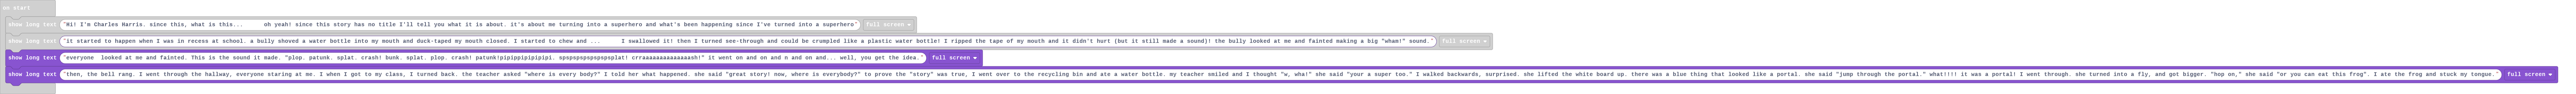 on start
show long text "Hi! I'm Charles Harris. since this, what is this...      oh yeah! since this story has no title I'll tell you what it is about. it's about me turning into a superhero and what's been happening since I've turned into a superhero" full screen
show long text "it started to happen when I was in recess at school. a bully shoved a water bottle into my mouth and duck-taped my mouth closed. I started to chew and ...      I swallowed it! then I turned see-through and could be crumpled like a plastic water bottle! I ripped the tape of my mouth and it didn't hurt (but it still made a sound)! the bully looked at me and fainted making a big "wham!" sound." full screen
show long text "everyone  looked at me and fainted. This is the sound it made. "plop. patunk. splat. crash! bunk. splat. plop. crash! patunk!pipippipipipipi. spspspspspspspsplat! crraaaaaaaaaaaaaash!" it went on and on and n and on and... well, you get the idea." full screen
show long text "then, the bell rang. I went through the hallway, everyone staring at me. I when I got to my class, I turned back. the teacher asked "where is every body?" I told her what happened. she said "great story! now, where is everybody?" to prove the "story" was true, I went over to the recycling bin and ate a water bottle. my teacher smiled and I thought "w, wha!" she said "your a super too." I walked backwards, surprised. she lifted the white board up. there was a blue thing that looked like a portal. she said "jump through the portal." what!!!! it was a portal! I went through. she turned into a fly, and got bigger. "hop on," she said "or you can eat this frog". I ate the frog and stuck my tongue." full screen